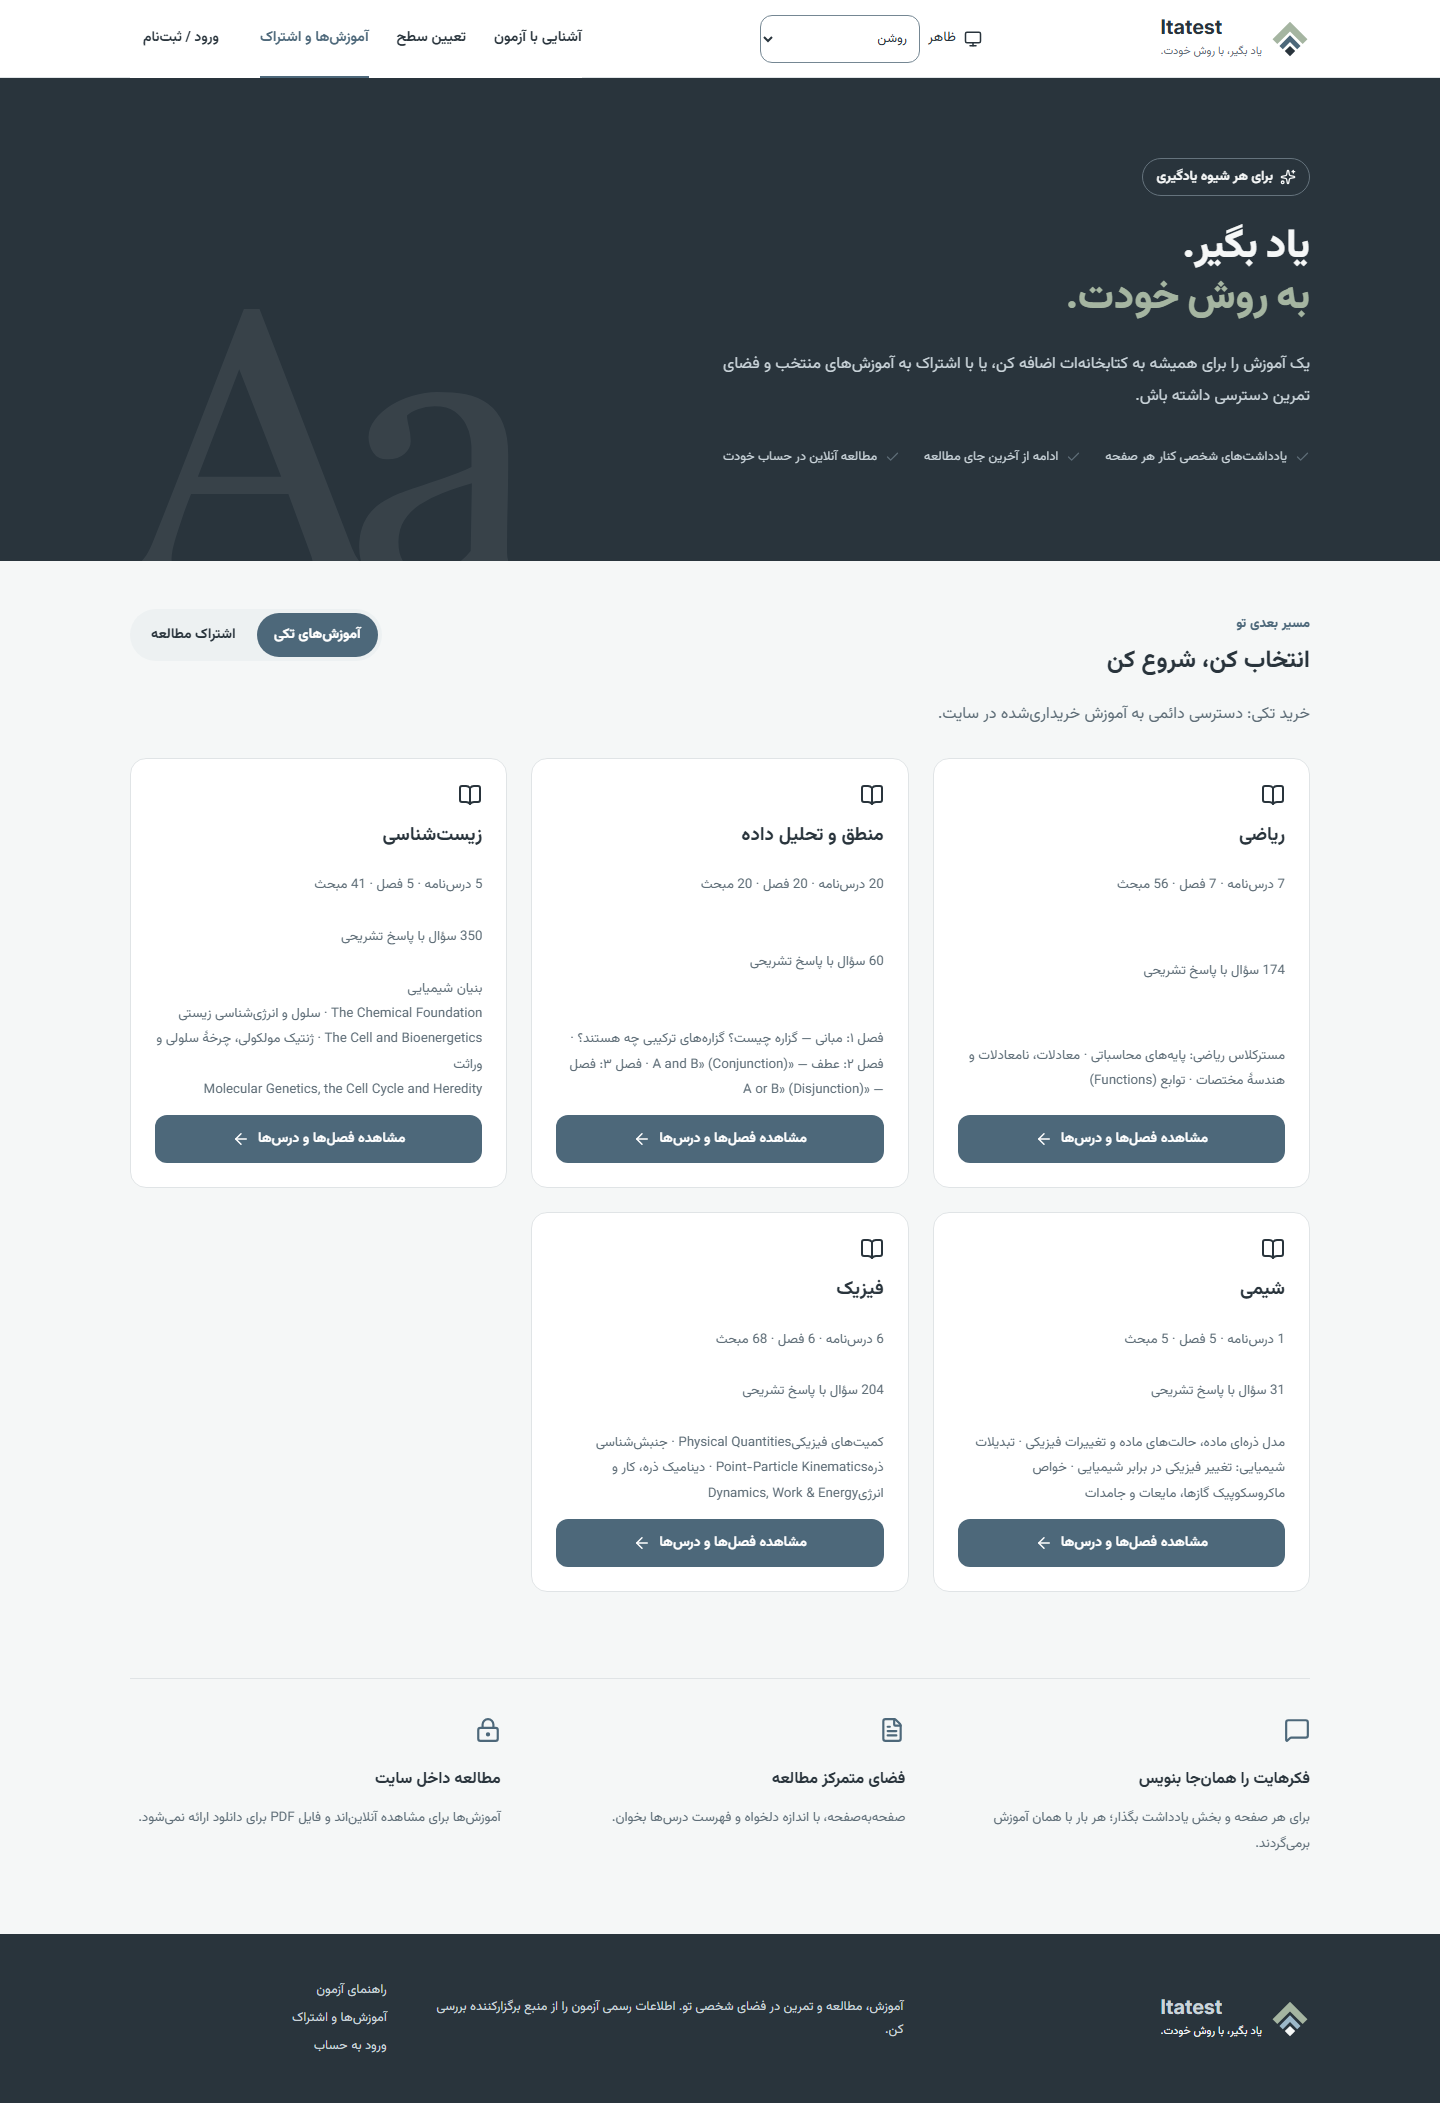 Itatest
یاد بگیر، با روش خودت.
ظاهر
روشن
آشنایی با آزمون
تعیین سطح
آموزش‌ها و اشتراک
ورود / ثبت‌نام
برای هر شیوه یادگیری
یاد بگیر.
به روش خودت.
یک آموزش را برای همیشه به کتابخانه‌ات اضافه کن، یا با اشتراک به آموزش‌های منتخب و فضای
تمرین دسترسی داشته باش.
یادداشت‌های شخصی کنار هر صفحه
ادامه از آخرین جای مطالعه
مطالعه آنلاین در حساب خودت
Aa
مسیر بعدی تو
انتخاب کن، شروع کن
آموزش‌های تکی
اشتراک مطالعه
خرید تکی: دسترسی دائمی به آموزش خریداری‌شده در سایت.
ریاضی
7 درس‌نامه · 7 فصل · 56 مبحث
174 سؤال با پاسخ تشریحی
مسترکلاس ریاضی: پایه‌های محاسباتی · معادلات، نامعادلات و
هندسهٔ مختصات · توابع (Functions)
مشاهده فصل‌ها و درس‌ها
منطق و تحلیل داده
20 درس‌نامه · 20 فصل · 20 مبحث
60 سؤال با پاسخ تشریحی
فصل ۱: مبانی — گزاره چیست؟ گزاره‌های ترکیبی چه هستند؟ ·
فصل ۲: عطف — «A and B» (Conjunction) · فصل ۳: فصل
— «A or B» (Disjunction)
مشاهده فصل‌ها و درس‌ها
زیست‌شناسی
5 درس‌نامه · 5 فصل · 41 مبحث
350 سؤال با پاسخ تشریحی
بنیان شیمیایی
The Chemical Foundation · سلول و انرژی‌شناسی زیستی
The Cell and Bioenergetics · ژنتیک مولکولی، چرخهٔ سلولی و
وراثت
Molecular Genetics, the Cell Cycle and Heredity
مشاهده فصل‌ها و درس‌ها
شیمی
1 درس‌نامه · 5 فصل · 5 مبحث
31 سؤال با پاسخ تشریحی
مدل ذره‌ای ماده، حالت‌های ماده و تغییرات فیزیکی · تبدیلات
شیمیایی: تغییر فیزیکی در برابر شیمیایی · خواص
ماکروسکوپیک گازها، مایعات و جامدات
مشاهده فصل‌ها و درس‌ها
فیزیک
6 درس‌نامه · 6 فصل · 68 مبحث
204 سؤال با پاسخ تشریحی
کمیت‌های فیزیکیPhysical Quantities · جنبش‌شناسی
ذرهPoint-Particle Kinematics · دینامیک ذره، کار و
انرژیDynamics, Work & Energy
مشاهده فصل‌ها و درس‌ها
فکرهایت را همان‌جا بنویس
برای هر صفحه و بخش یادداشت بگذار؛ هر بار با همان آموزش
برمی‌گردند.
فضای متمرکز مطالعه
صفحه‌به‌صفحه، با اندازه دلخواه و فهرست درس‌ها بخوان.
مطالعه داخل سایت
آموزش‌ها برای مشاهده آنلاین‌اند و فایل PDF برای دانلود ارائه نمی‌شود.
Itatest
یاد بگیر، با روش خودت.
آموزش، مطالعه و تمرین در فضای شخصی تو. اطلاعات رسمی آزمون را از منبع برگزارکننده بررسی
کن.
راهنمای آزمون
آموزش‌ها و اشتراک
ورود به حساب